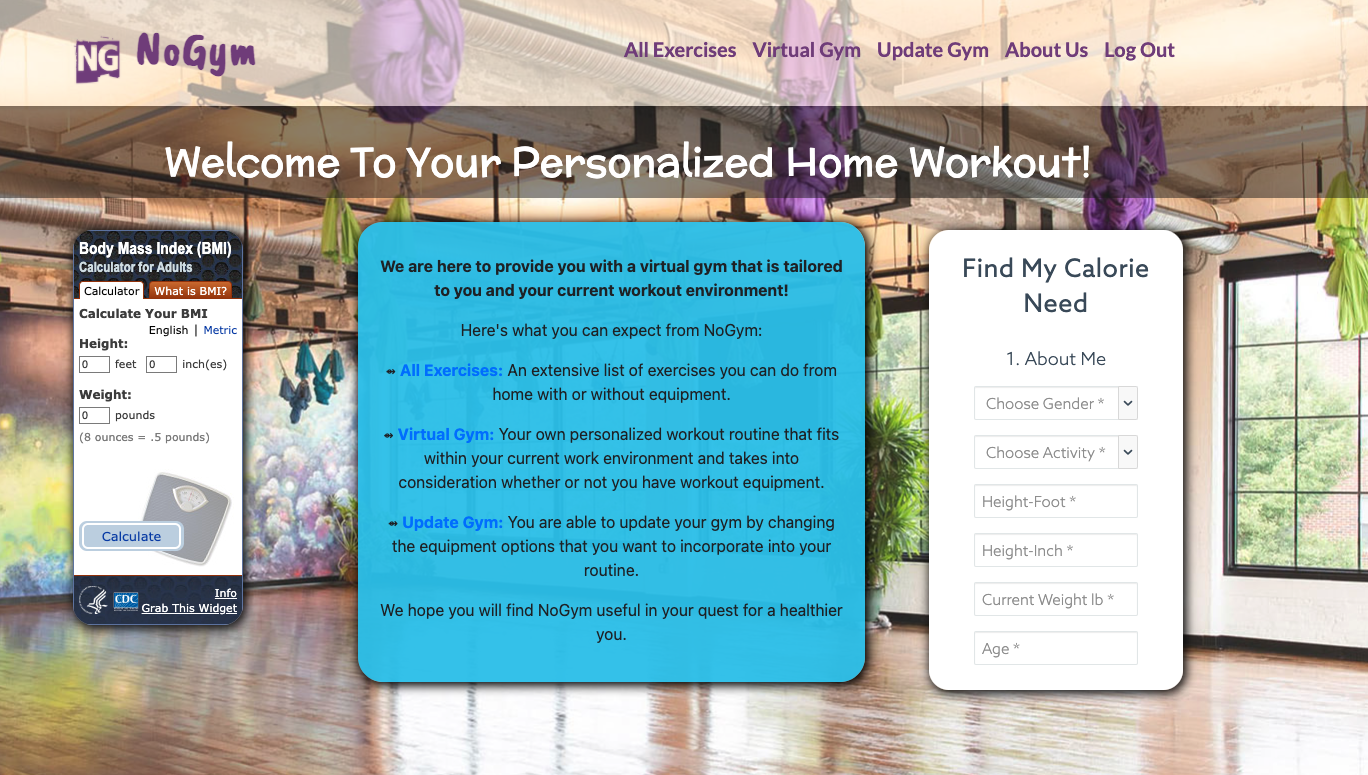 NG NoGym
All Exercises Virtual Gym Update Gym About Us Log Out
Welcome To Your Personalized Home Workout!
Body Mass Index (BMI)
Calculator for Adults
Calculator What is BMI?
Calculate Your BMI
English | Metric
Height:
0 feet 0 inch(es)
Weight:
0 pounds
(8 ounces = .5 pounds)
Calculate
CDC
Info
Grab This Widget
We are here to provide you with a virtual gym that is tailored
to you and your current workout environment!
Here's what you can expect from NoGym:
⇴ All Exercises: An extensive list of exercises you can do from
home with or without equipment.
⇴ Virtual Gym: Your own personalized workout routine that fits
within your current work environment and takes into
consideration whether or not you have workout equipment.
⇴ Update Gym: You are able to update your gym by changing
the equipment options that you want to incorporate into your
routine.
We hope you will find NoGym useful in your quest for a healthier
you.
Find My Calorie
Need
1. About Me
Choose Gender *
Choose Activity *
Height-Foot *
Height-Inch *
Current Weight lb *
Age *